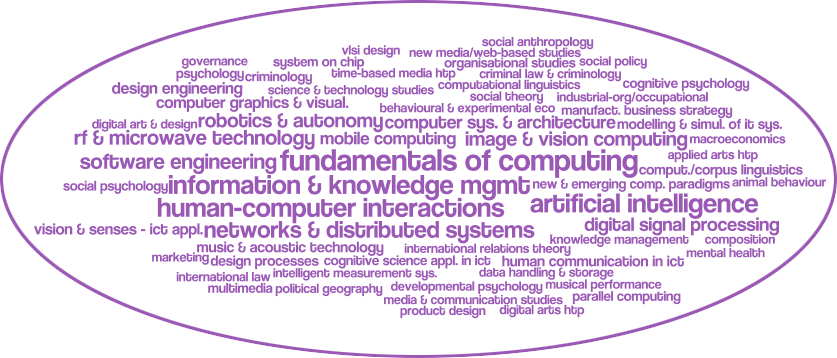 social anthropology
vlsi design new media/web-based studies
governance system on chip organisational studies social policy
psychology criminology time-based media htp criminal law & criminology
design engineering science & technology studies computational linguistics cognitive psychology
computer graphics & visual. social theory industrial-org/occupational
behavioural & experimental eco manufact. business strategy
digital art & design robotics & autonomy computer sys. & architecture modelling & simul. of it sys.
rf & microwave technology mobile computing image & vision computing macroeconomics
software engineering fundamentals of computing applied arts htp
comput./corpus linguistics
social psychology information & knowledge mgmt new & emerging comp. paradigms animal behaviour
human-computer interactions artificial intelligence
vision & senses - ict appl. networks & distributed systems digital signal processing
music & acoustic technology international relations theory knowledge management composition
marketing design processes cognitive science appl. in ict human communication in ict mental health
international law intelligent measurement sys. data handling & storage
multimedia political geography developmental psychology musical performance
media & communication studies parallel computing
product design digital arts htp